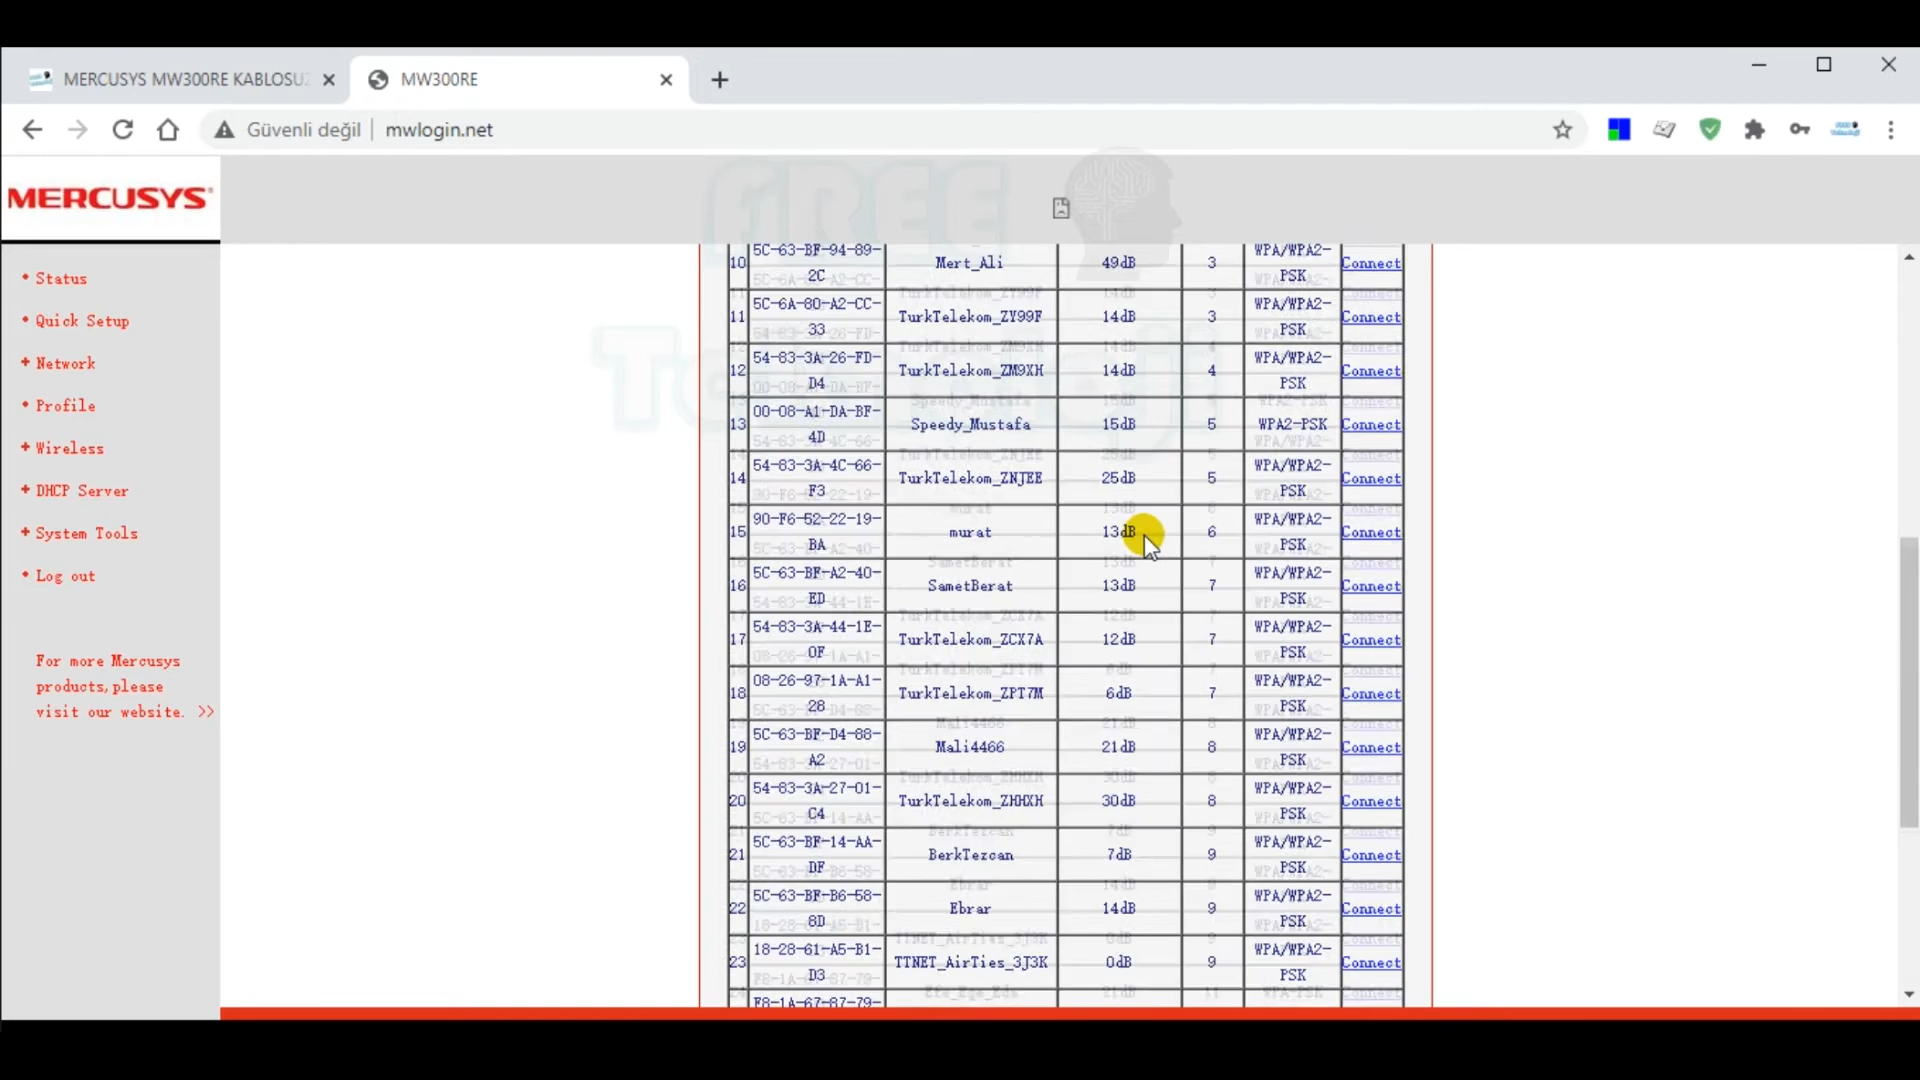 MERCUSYS MW300RE KABLOSUZ
MW300RE
Güvenli değil
mwlogin.net
FREE
MERCUSYS
Status
Quick Setup
Network
Profile
Wireless
DHCP Server
System Tools
Log out
For more Mercusys
products,please
visit our website. >>
10 5C-63-BF-94-89-2C Mert_Ali 49dB 3 WPA/WPA2-PSK Connect
11 5C-6A-80-A2-CC-33 TurkTelekom_ZY99F 14dB 3 WPA/WPA2-PSK Connect
12 54-83-3A-26-FD-D4 TurkTelekom_ZM9XH 14dB 4 WPA/WPA2-PSK Connect
13 00-08-A1-DA-BF-4D Speedy_Mustafa 15dB 5 WPA2-PSK Connect
14 54-83-3A-4C-66-F3 TurkTelekom_ZNJEE 25dB 5 WPA/WPA2-PSK Connect
15 90-F6-52-22-19-BA murat 13dB 6 WPA/WPA2-PSK Connect
16 5C-63-BF-A2-40-ED SametBerat 13dB 7 WPA/WPA2-PSK Connect
17 54-83-3A-44-1E-0F TurkTelekom_ZCX7A 12dB 7 WPA/WPA2-PSK Connect
18 08-26-97-1A-A1-28 TurkTelekom_ZPT7M 6dB 7 WPA/WPA2-PSK Connect
19 5C-63-BF-D4-88-A2 Mali4466 21dB 8 WPA/WPA2-PSK Connect
20 54-83-3A-27-01-C4 TurkTelekom_ZHHXH 30dB 8 WPA/WPA2-PSK Connect
21 5C-63-BF-14-AA-DF BerkTezcan 7dB 9 WPA/WPA2-PSK Connect
22 5C-63-BF-B6-58-8D Ebrar 14dB 9 WPA/WPA2-PSK Connect
23 18-28-61-A5-B1-D3 TTNET_AirTies_3J3K 0dB 9 WPA/WPA2-PSK Connect
F8-1A-67-87-79-